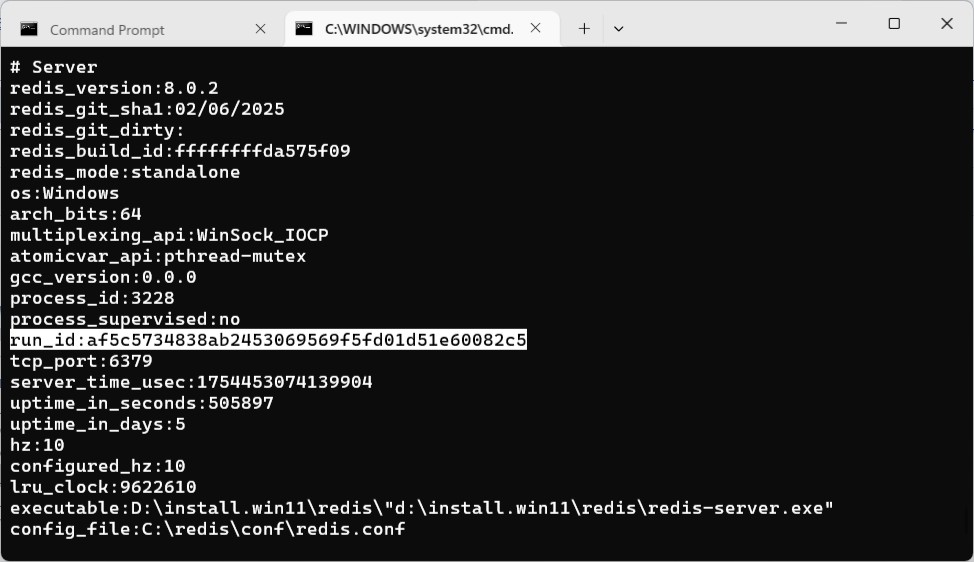 Command Prompt
C:\WINDOWS\system32\cmd.
# Server
redis_version:8.0.2
redis_git_sha1:02/06/2025
redis_git_dirty:
redis_build_id:ffffffffda575f09
redis_mode:standalone
os:Windows
arch_bits:64
multiplexing_api:WinSock_IOCP
atomicvar_api:pthread-mutex
gcc_version:0.0.0
process_id:3228
process_supervised:no
run_id:af5c5734838ab2453069569f5fd01d51e60082c5
tcp_port:6379
server_time_usec:1754453074139904
uptime_in_seconds:505897
uptime_in_days:5
hz:10
configured_hz:10
lru_clock:9622610
executable:D:\install.win11\redis\"d:\install.win11\redis\redis-server.exe"
config_file:C:\redis\conf\redis.conf